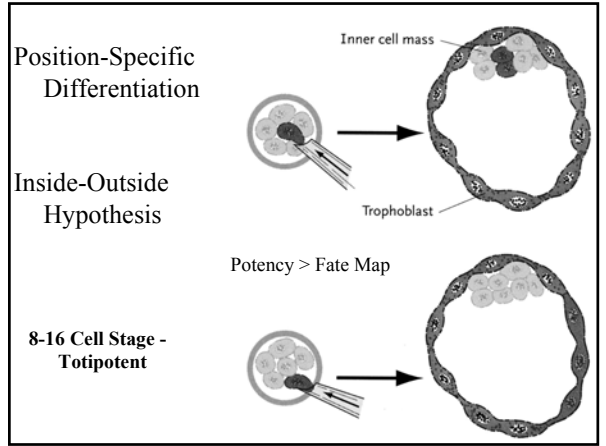 Position-Specific
Differentiation
Inner cell mass
Inside-Outside
Hypothesis
Trophoblast
Potency > Fate Map
8-16 Cell Stage -
Totipotent